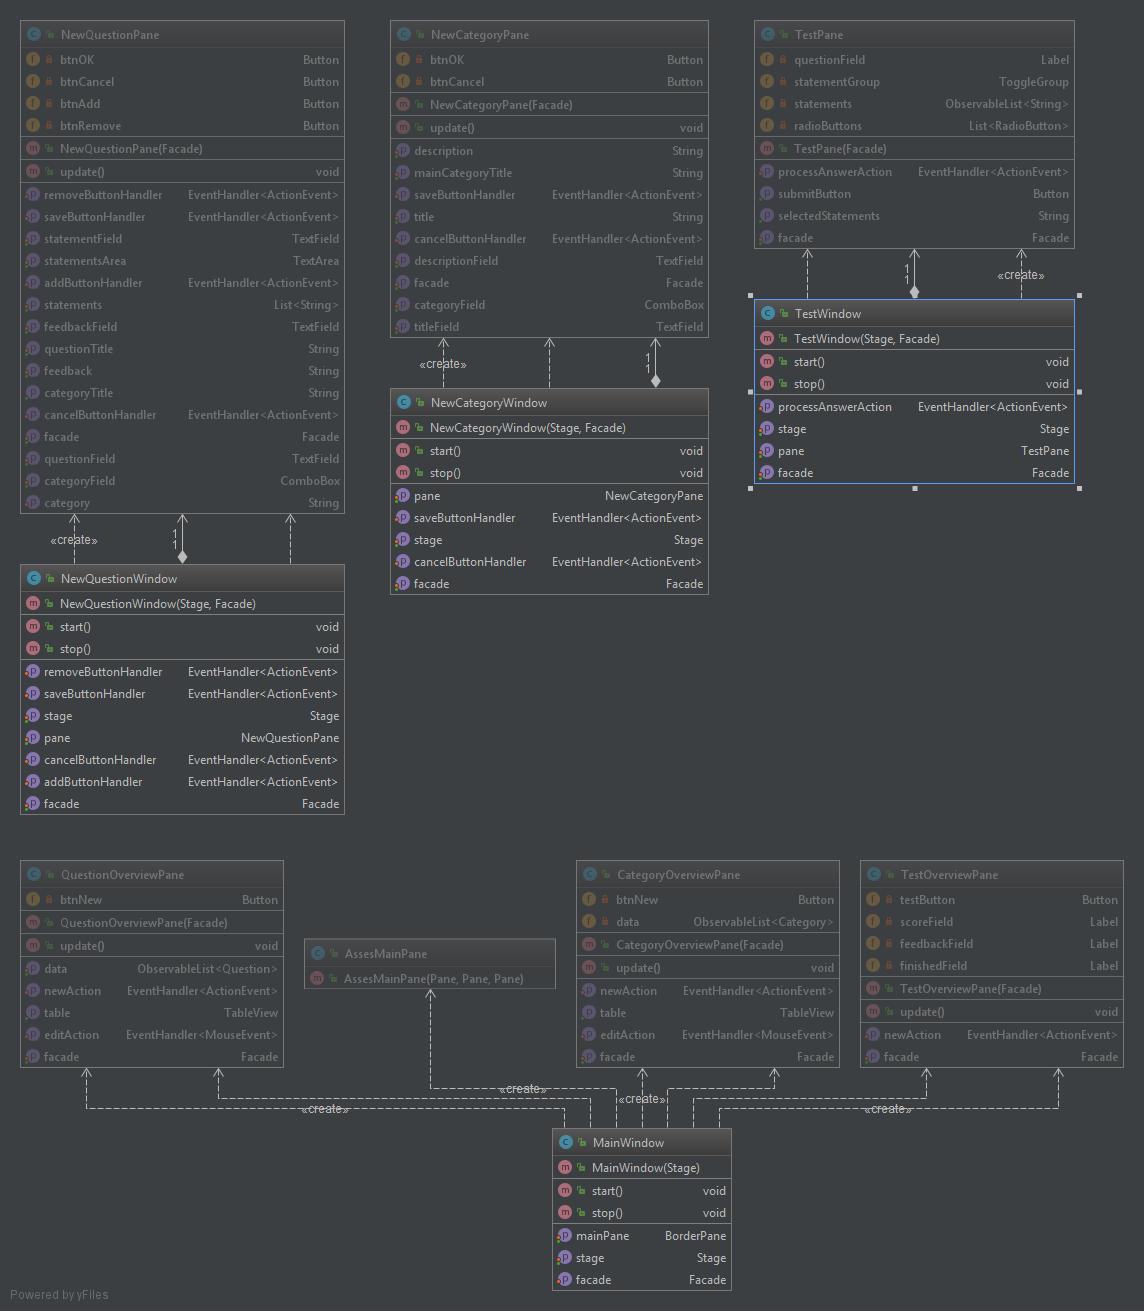 NewQuestionPane
btnOK Button
btnCancel Button
btnAdd Button
btnRemove Button
NewQuestionPane(Facade)
update() void
removeButtonHandler EventHandler<ActionEvent>
saveButtonHandler EventHandler<ActionEvent>
statementField TextField
statementsArea TextArea
addButtonHandler EventHandler<ActionEvent>
statements List<String>
feedbackField TextField
questionTitle String
feedback String
categoryTitle String
cancelButtonHandler EventHandler<ActionEvent>
facade Facade
questionField TextField
categoryField ComboBox
category String
«create»
1
1
NewQuestionWindow
NewQuestionWindow(Stage, Facade)
start() void
stop() void
removeButtonHandler EventHandler<ActionEvent>
saveButtonHandler EventHandler<ActionEvent>
stage Stage
pane NewQuestionPane
cancelButtonHandler EventHandler<ActionEvent>
addButtonHandler EventHandler<ActionEvent>
facade Facade
NewCategoryPane
btnOK Button
btnCancel Button
NewCategoryPane(Facade)
update() void
description String
mainCategoryTitle String
saveButtonHandler EventHandler<ActionEvent>
title String
cancelButtonHandler EventHandler<ActionEvent>
descriptionField TextField
facade Facade
categoryField ComboBox
titleField TextField
«create»
1
1
NewCategoryWindow
NewCategoryWindow(Stage, Facade)
start() void
stop() void
pane NewCategoryPane
saveButtonHandler EventHandler<ActionEvent>
stage Stage
cancelButtonHandler EventHandler<ActionEvent>
facade Facade
TestPane
questionField Label
statementGroup ToggleGroup
statements ObservableList<String>
radioButtons List<RadioButton>
TestPane(Facade)
processAnswerAction EventHandler<ActionEvent>
submitButton Button
selectedStatements String
facade Facade
1
1
«create»
TestWindow
TestWindow(Stage, Facade)
start() void
stop() void
processAnswerAction EventHandler<ActionEvent>
stage Stage
pane TestPane
facade Facade
QuestionOverviewPane
btnNew Button
QuestionOverviewPane(Facade)
update() void
data ObservableList<Question>
newAction EventHandler<ActionEvent>
table TableView
editAction EventHandler<MouseEvent>
facade Facade
AssesMainPane
AssesMainPane(Pane, Pane, Pane)
CategoryOverviewPane
btnNew Button
data ObservableList<Category>
CategoryOverviewPane(Facade)
update() void
newAction EventHandler<ActionEvent>
table TableView
editAction EventHandler<MouseEvent>
facade Facade
TestOverviewPane
testButton Button
scoreField Label
feedbackField Label
finishedField Label
TestOverviewPane(Facade)
update() void
newAction EventHandler<ActionEvent>
facade Facade
«create»
«create»
«create»
«create»
MainWindow
MainWindow(Stage)
start() void
stop() void
mainPane BorderPane
stage Stage
facade Facade
Powered by yFiles